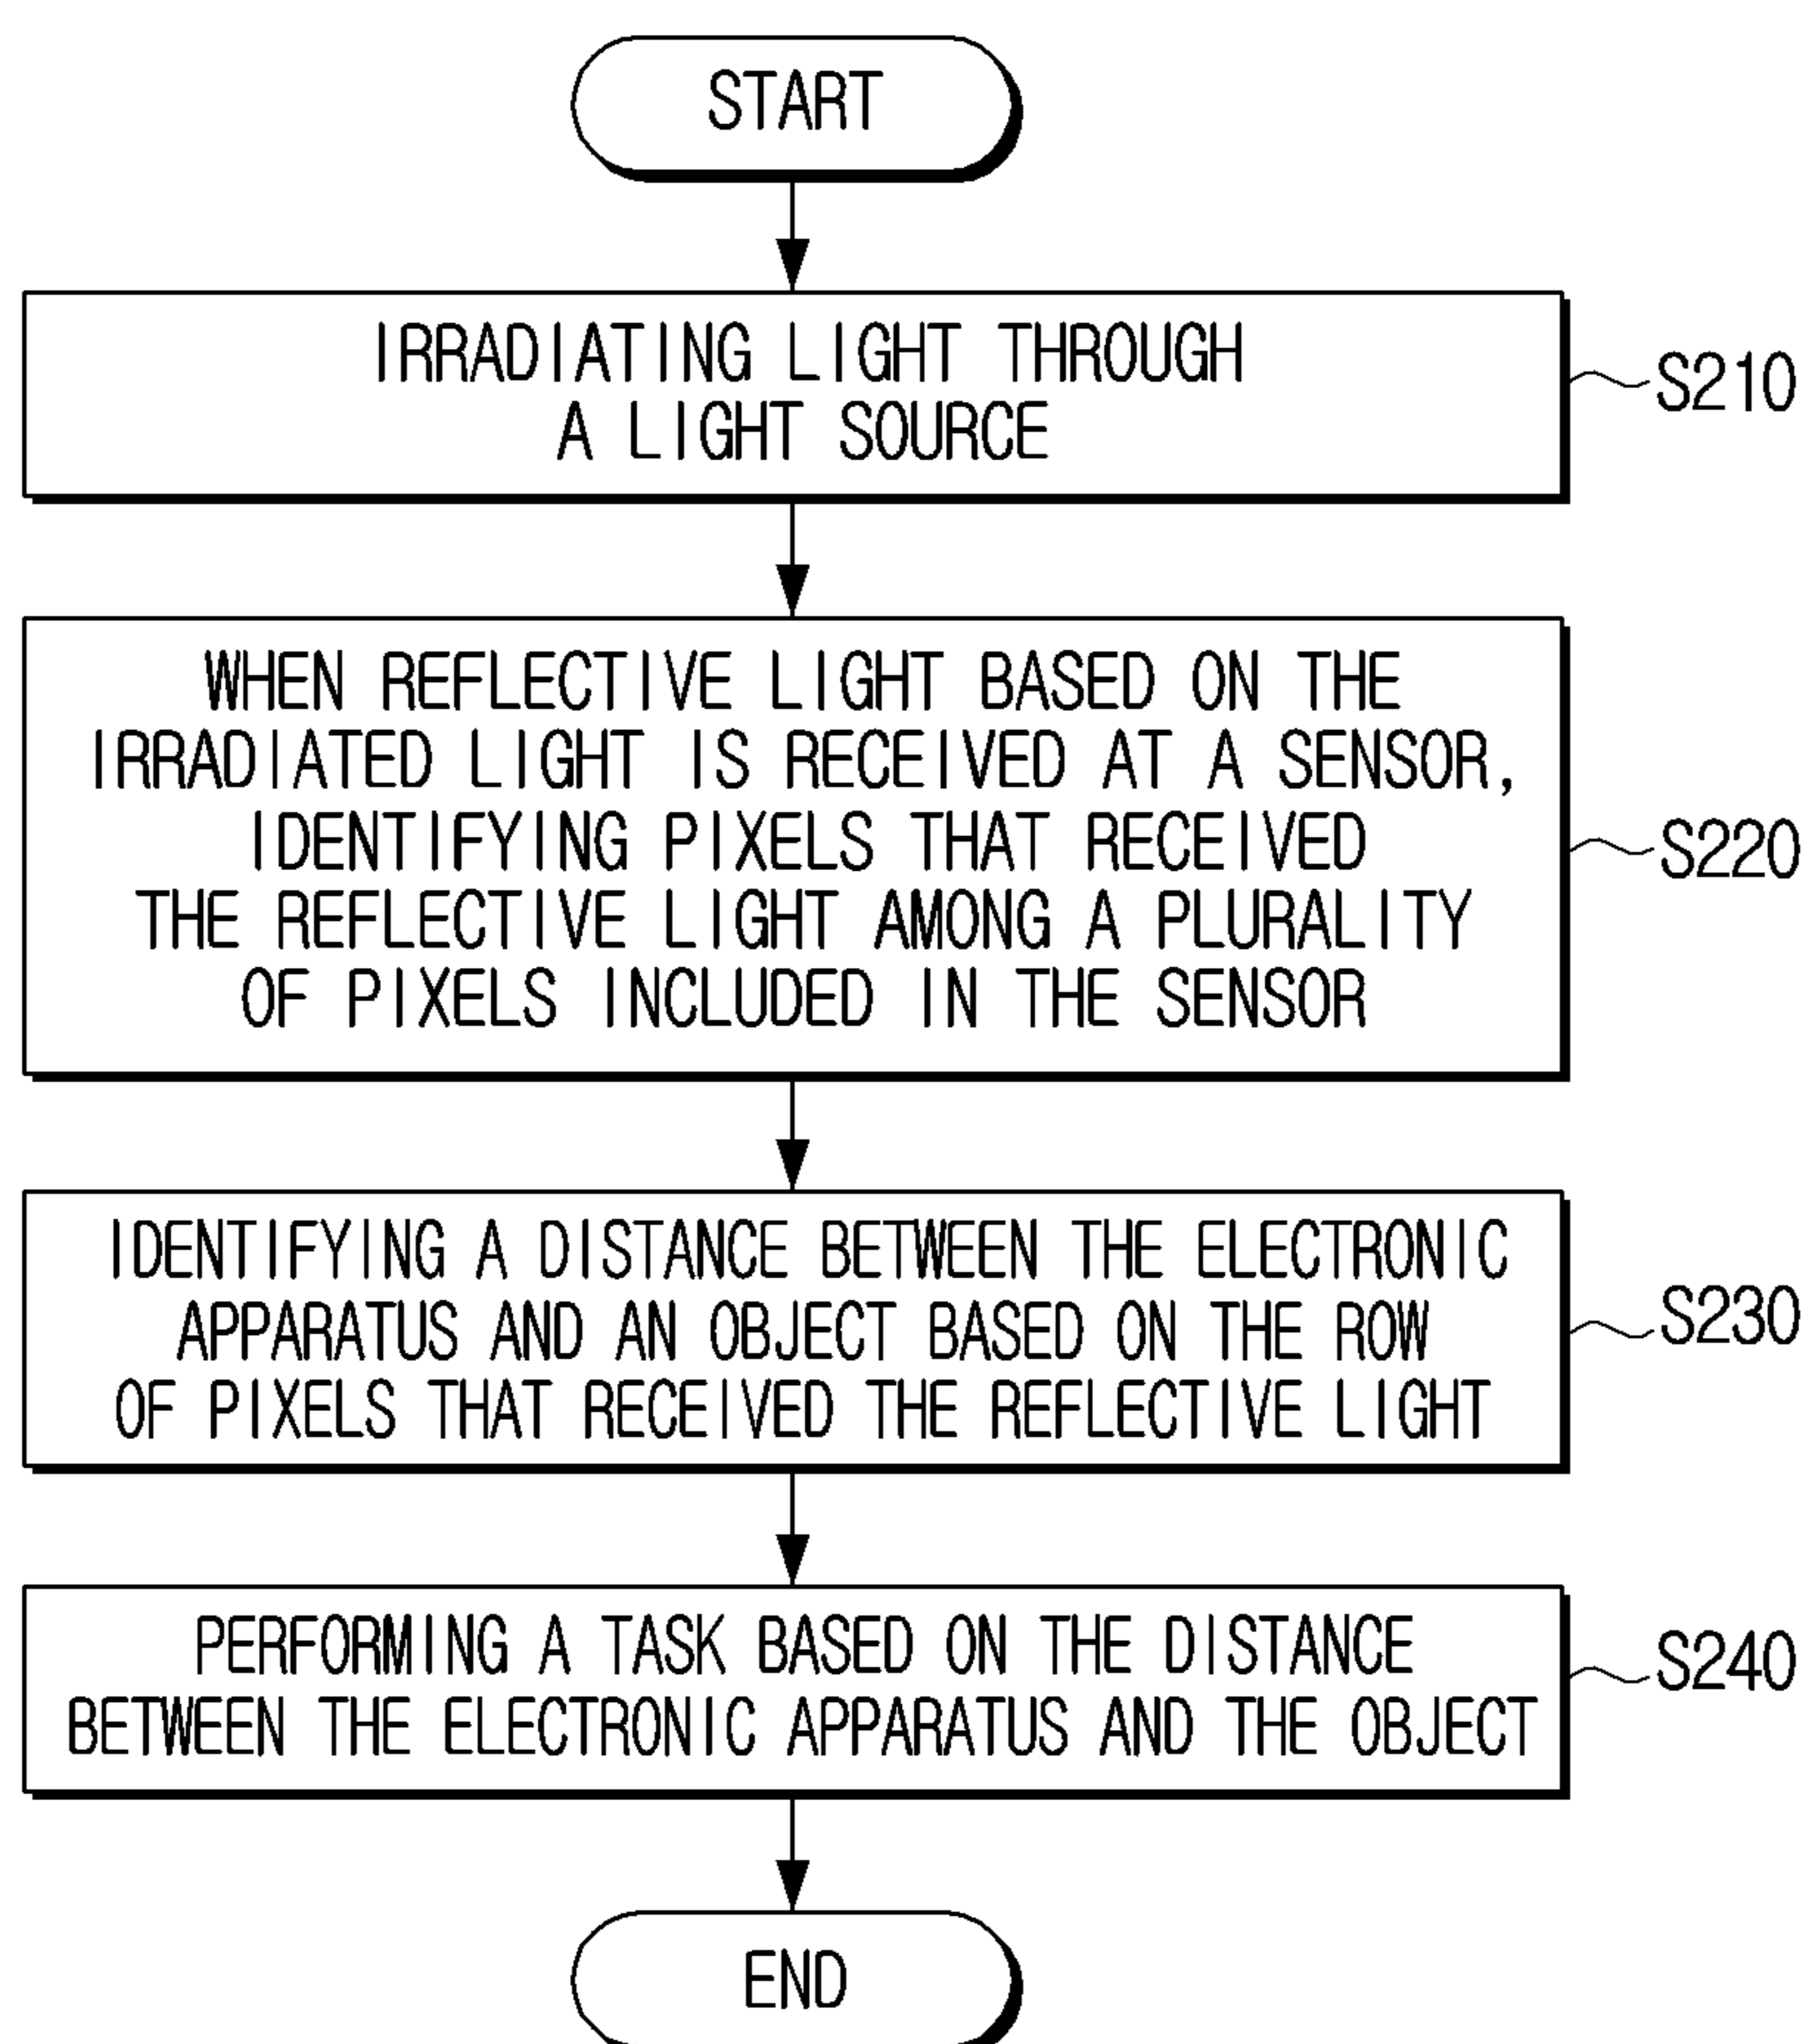 START
IRRADIATING LIGHT THROUGH
A LIGHT SOURCE
S210
WHEN REFLECTIVE LIGHT BASED ON THE
IRRADIATED LIGHT IS RECEIVED AT A SENSOR,
IDENTIFYING PIXELS THAT RECEIVED
THE REFLECTIVE LIGHT AMONG A PLURALITY
OF PIXELS INCLUDED IN THE SENSOR
S220
IDENTIFYING A DISTANCE BETWEEN THE ELECTRONIC
APPARATUS AND AN OBJECT BASED ON THE ROW
OF PIXELS THAT RECEIVED THE REFLECTIVE LIGHT
S230
PERFORMING A TASK BASED ON THE DISTANCE
BETWEEN THE ELECTRONIC APPARATUS AND THE OBJECT
S240
END